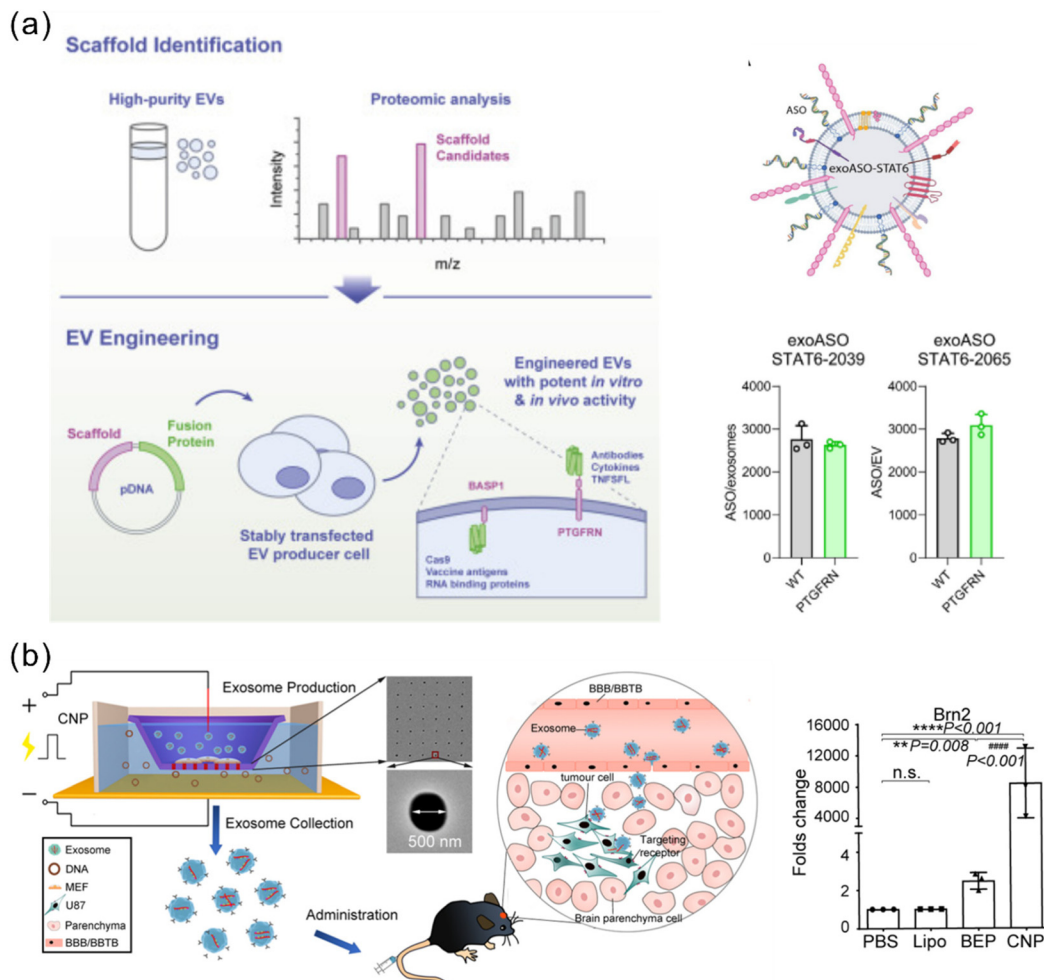 (a)
Scaffold Identification
High-purity EVs
Proteomic analysis
Scaffold
Candidates
Intensity
m/z
EV Engineering
Scaffold
Fusion
Protein
pDNA
Stably transfected
EV producer cell
Engineered EVs
with potent in vitro
& in vivo activity
BASP1
Antibodies
Cytokines
TNFSFL
PTGFRN
Cas9
Vaccine antigens
RNA binding proteins
ASO
exoASO-STAT6
exoASO
STAT6-2039
ASO/exosomes
4000
3000
2000
1000
0
WT
PTGFRN
exoASO
STAT6-2065
ASO/EV
4000
3000
2000
1000
0
WT
PTGFRN
(b)
+
CNP
−
Exosome Production
500 nm
Exosome Collection
Exosome
DNA
MEF
U87
Parenchyma
BBB/BBTB
Administration
BBB/BBTB
Exosome
tumour cell
Targeting
receptor
Brain parenchyma cell
Brn2
Folds change
16000
12000
8000
4000
4
2
0
****P<0.001
**P=0.008
####
P<0.001
n.s.
PBS
Lipo
BEP
CNP